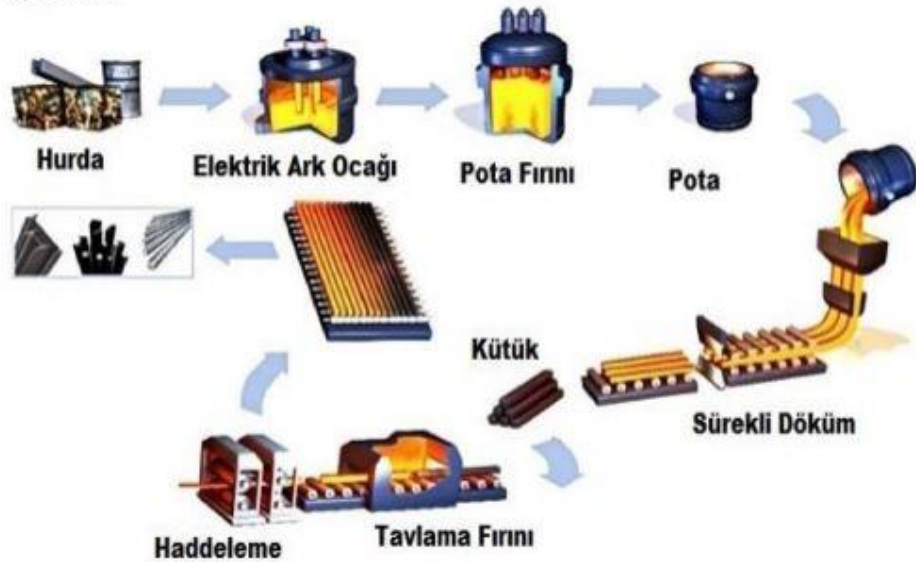 Hurda
Elektrik Ark Ocağı
Pota Fırını
Pota
Kütük
Sürekli Döküm
Haddeleme
Tavlama Fırını